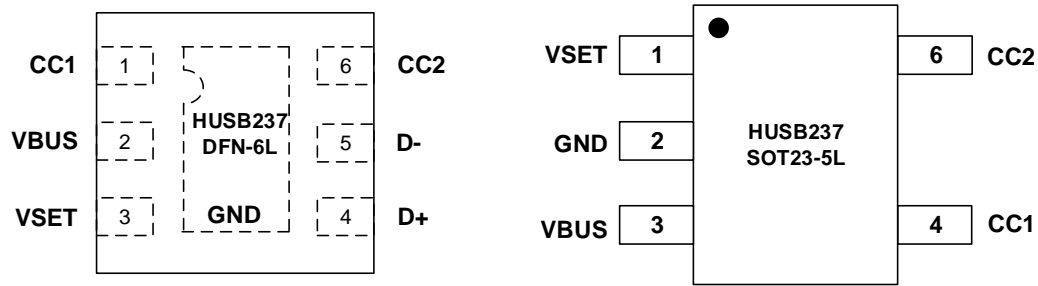 CC1 1 6 CC2
VBUS 2 HUSB237 5 D-
DFN-6L
VSET 3 GND 4 D+
VSET 1 6 CC2
GND 2 HUSB237
SOT23-5L
VBUS 3 4 CC1